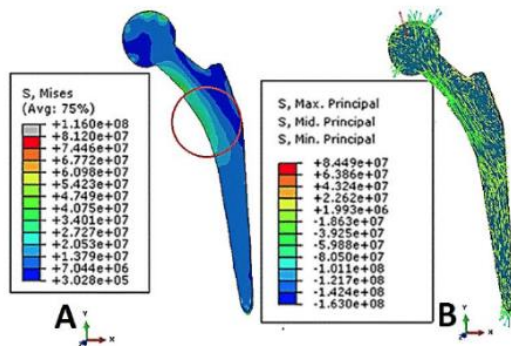 S, Mises
(Avg: 75%)
+1.160e+08
+8.120e+07
+7.446e+07
+6.772e+07
+6.098e+07
+5.423e+07
+4.749e+07
+4.075e+07
+3.401e+07
+2.727e+07
+2.053e+07
+1.379e+07
+7.044e+06
+3.028e+05
A
Y
X
S, Max. Principal
S, Mid. Principal
S, Min. Principal
+8.449e+07
+6.386e+07
+4.324e+07
+2.262e+07
+1.993e+06
-1.863e+07
-3.925e+07
-5.988e+07
-8.050e+07
-1.011e+08
-1.217e+08
-1.424e+08
-1.630e+08
B
Y
X